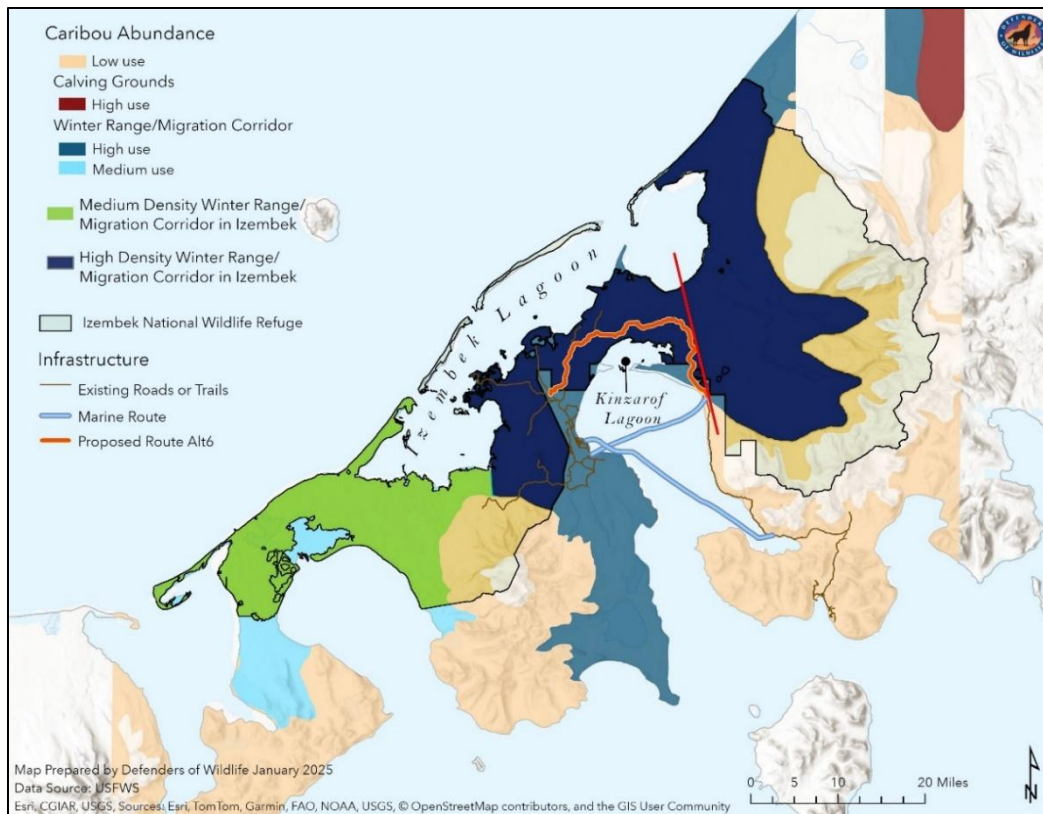 Caribou Abundance
Low use
Calving Grounds
High use
Winter Range/Migration Corridor
High use
Medium use
Medium Density Winter Range/
Migration Corridor in Izembek
High Density Winter Range/
Migration Corridor in Izembek
Izembek National Wildlife Refuge
Infrastructure
Existing Roads or Trails
Marine Route
Proposed Route Alt6
DEFENDERS OF WILDLIFE
Izembek Lagoon
Kinzarof
Lagoon
Map Prepared by Defenders of Wildlife January 2025
Data Source: USFWS
Esri, CGIAR, USGS, Sources: Esri, TomTom, Garmin, FAO, NOAA, USGS, © OpenStreetMap contributors, and the GIS User Community
0 5 10 20 Miles
N